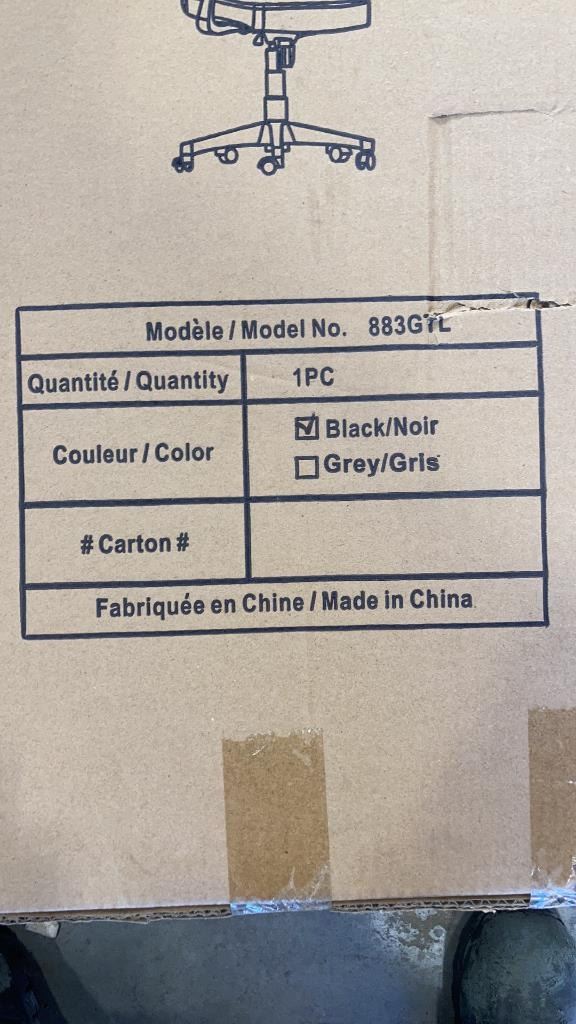 Modèle / Model No. 883GTL
Quantité / Quantity 1PC
Couleur / Color
Black/Noir
Grey/Gris
# Carton #
Fabriquée en Chine / Made in China